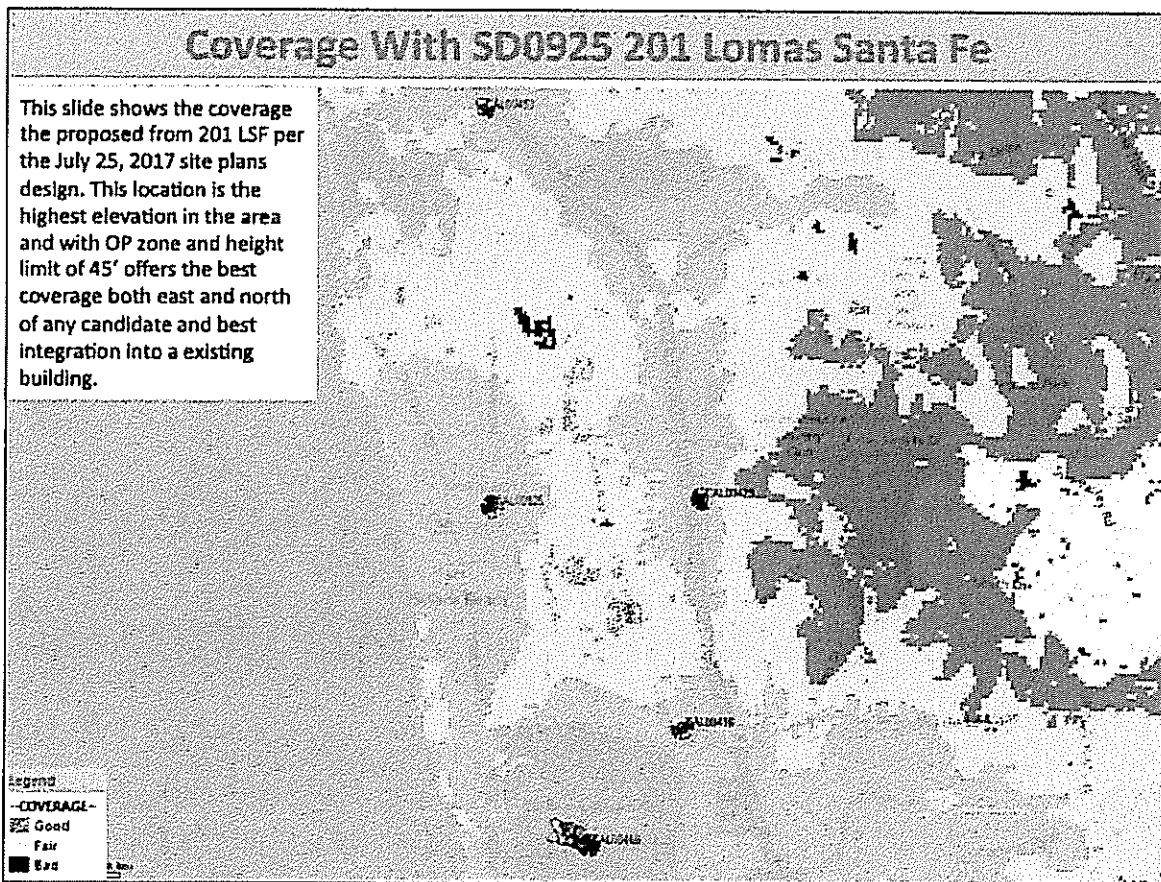 Coverage With SD0925 201 Lomas Santa Fe
This slide shows the coverage
the proposed from 201 LSF per
the July 25, 2017 site plans
design. This location is the
highest elevation in the area
and with OP zone and height
limit of 45' offers the best
coverage both east and north
of any candidate and best
integration into a existing
building.
Legend
--COVERAGE--
Good
Fair
Bad